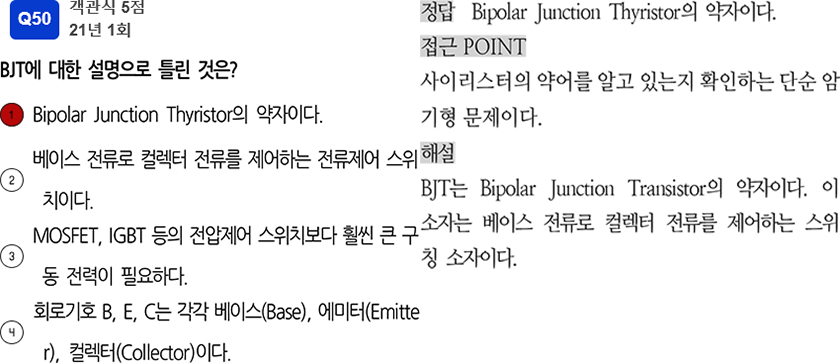 Q50
객관식 5점
21년 1회
BJT에 대한 설명으로 틀린 것은?
1 Bipolar Junction Thyristor의 약자이다.
2 베이스 전류로 컬렉터 전류를 제어하는 전류제어 스위
치이다.
3 MOSFET, IGBT 등의 전압제어 스위치보다 훨씬 큰 구
동 전력이 필요하다.
4 회로기호 B, E, C는 각각 베이스(Base), 에미터(Emitte
r), 컬렉터(Collector)이다.
정답 Bipolar Junction Thyristor의 약자이다.
접근 POINT
사이리스터의 약어를 알고 있는지 확인하는 단순 암
기형 문제이다.
해설
BJT는 Bipolar Junction Transistor의 약자이다. 이
소자는 베이스 전류로 컬렉터 전류를 제어하는 스위
칭 소자이다.